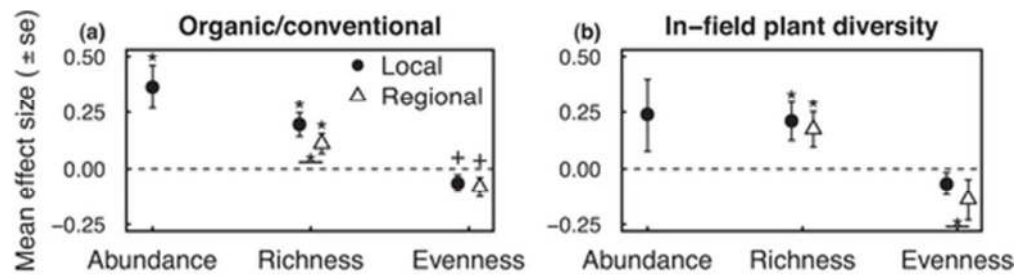 (a) Organic/conventional
(b) In-field plant diversity
Mean effect size (± se)
0.50
0.25
0.00
−0.25
* Local
* Regional
* * *
+ +
Abundance Richness Evenness
0.50
0.25
0.00
−0.25
* *
*
Abundance Richness Evenness